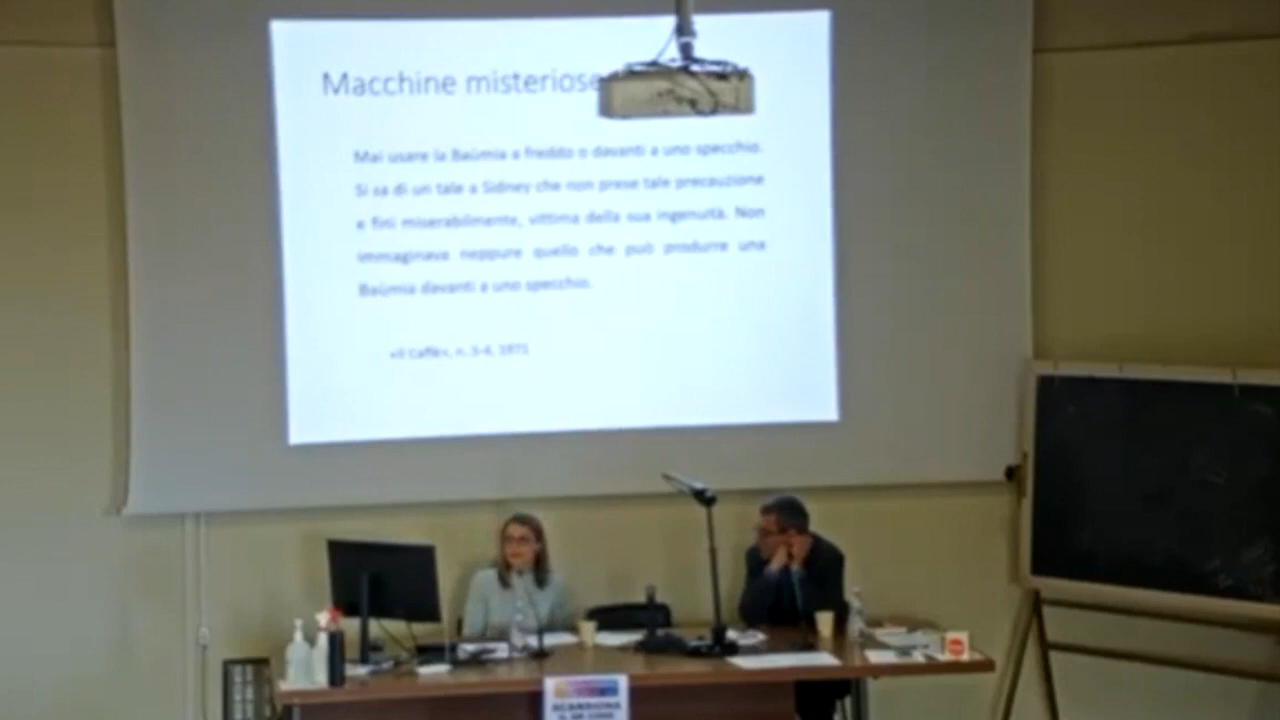 Macchine misteriose
Mai usare la Baùmia a freddo o davanti a uno specchio.
Si sa di un tale a Sidney che non prese tale precauzione
e finì miserabilmente, vittima della sua ingenuità. Non
immaginava neppure quello che può produrre una
Baùmia davanti a uno specchio.
«Il Caffè», n. 3-4, 1971
SCANSIONA